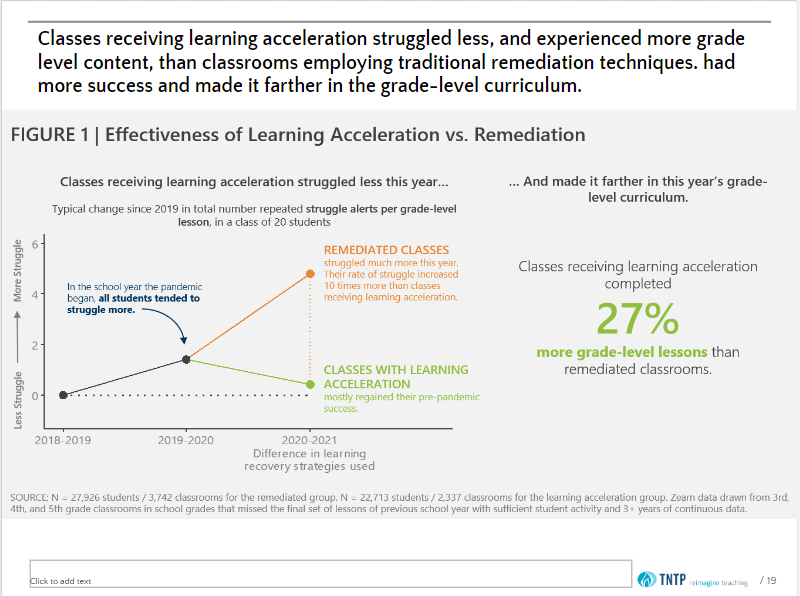 Classes receiving learning acceleration struggled less, and experienced more grade
level content, than classrooms employing traditional remediation techniques. had
more success and made it farther in the grade-level curriculum.
FIGURE 1 | Effectiveness of Learning Acceleration vs. Remediation
Classes receiving learning acceleration struggled less this year...
Typical change since 2019 in total number repeated struggle alerts per grade-level
lesson, in a class of 20 students
More Struggle
Less Struggle
6
4
2
0
In the school year the pandemic
began, all students tended to
struggle more.
REMEDIATED CLASSES
struggled much more this year.
Their rate of struggle increased
10 times more than classes
receiving learning acceleration.
CLASSES WITH LEARNING
ACCELERATION
mostly regained their pre-pandemic
success.
2018-2019
2019-2020
2020-2021
Difference in learning
recovery strategies used
... And made it farther in this year's grade-
level curriculum.
Classes receiving learning acceleration
completed
27%
more grade-level lessons than
remediated classrooms.
SOURCE: N = 27,926 students / 3,742 classrooms for the remediated group. N = 22,713 students / 2,337 classrooms for the learning acceleration group. Zearn data drawn from 3rd,
4th, and 5th grade classrooms in school grades that missed the final set of lessons of previous school year with sufficient student activity and 3+ years of continuous data.
Click to add text
TNTP reimagine teaching
/ 19